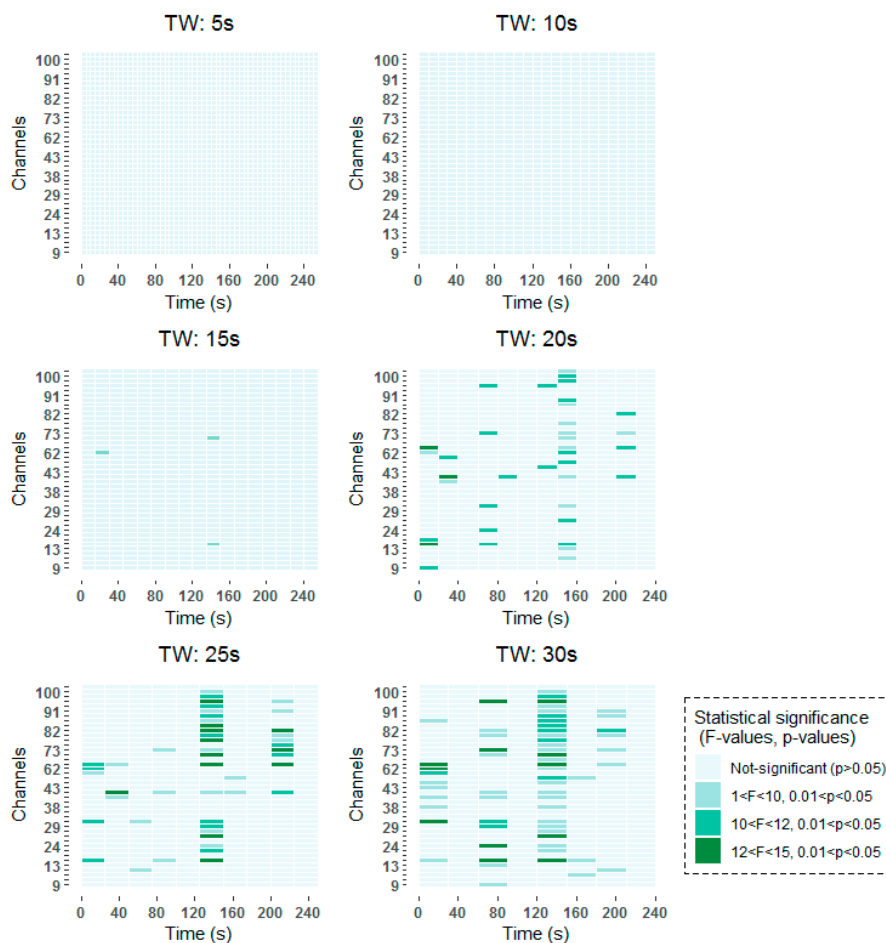 TW: 5s
TW: 10s
Channels
100
91
82
73
62
43
38
29
24
13
9
0 40 80 120 160 200 240
Time (s)
Channels
100
91
82
73
62
43
38
29
24
13
9
0 40 80 120 160 200 240
Time (s)
TW: 15s
TW: 20s
Channels
100
91
82
73
62
43
38
29
24
13
9
0 40 80 120 160 200 240
Time (s)
Channels
100
91
82
73
62
43
38
29
24
13
9
0 40 80 120 160 200 240
Time (s)
TW: 25s
TW: 30s
Channels
100
91
82
73
62
43
38
29
24
13
9
0 40 80 120 160 200 240
Time (s)
Channels
100
91
82
73
62
43
38
29
24
13
9
0 40 80 120 160 200 240
Time (s)
Statistical significance
(F-values, p-values)
Not-significant (p>0.05)
1<F<10, 0.01<p<0.05
10<F<12, 0.01<p<0.05
12<F<15, 0.01<p<0.05